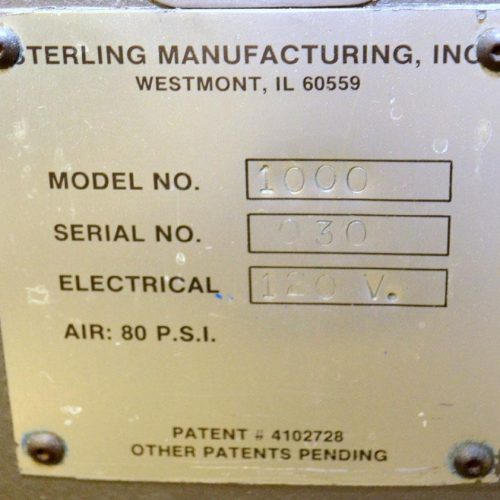 STERLING MANUFACTURING, INC
WESTMONT, IL 60559
MODEL NO. 1000
SERIAL NO. 030
ELECTRICAL 120 V.
AIR: 80 P.S.I.
PATENT # 4102728
OTHER PATENTS PENDING